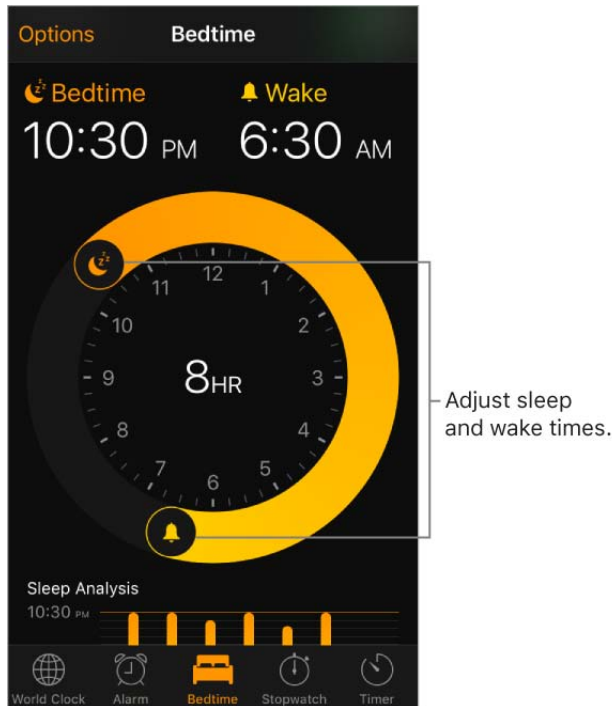 Options Bedtime
Bedtime Wake
10:30 PM 6:30 AM
12
11 1
10 2
9 8HR 3
8 4
7 5
6
Adjust sleep
and wake times.
Sleep Analysis
10:30 PM
World Clock Alarm Bedtime Stopwatch Timer